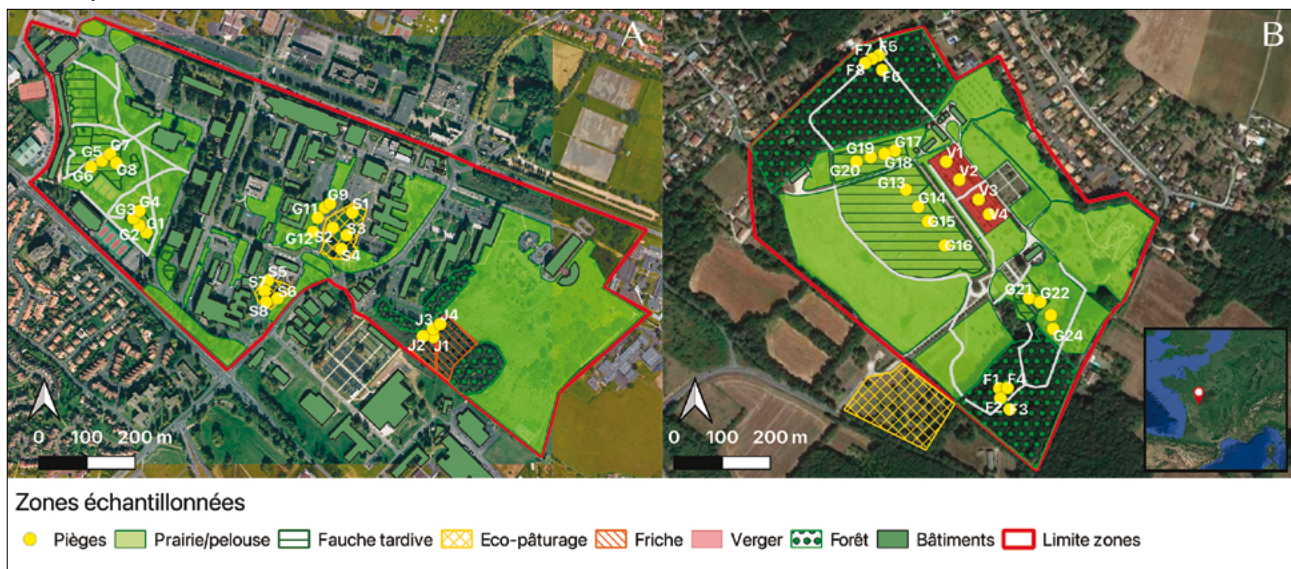 A
G7
G5
G8
G6
G4
G3
G1
G2
G9
S1
G11
S2
S3
G12
S4
S5
S6
S7
S8
J4
J3
J2
J1
0 100 200 m
B
F7
F5
F8
F6
G17
G19
G18
G20
V1
V2
G13
V3
G14
V4
G15
G16
G21
G22
G24
F1
F4
F2
F3
0 100 200 m
Zones échantillonnées
Pièges Prairie/pelouse Fauche tardive Eco-pâturage Friche Verger Forêt Bâtiments Limite zones